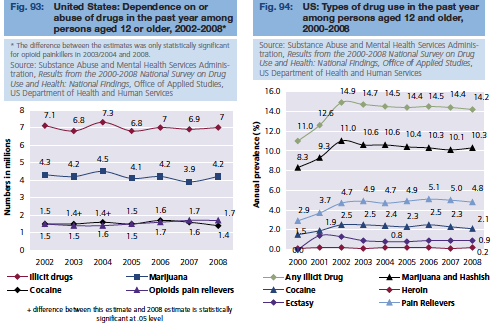 Fig. 93: United States: Dependence on or
abuse of drugs in the past year among
persons aged 12 or older, 2002-2008*
* The difference between the estimates was only statistically significant
for opioid painkillers in 2003/2004 and 2008.
Source: Substance Abuse and Mental Health Services Adminis-
tration, Results from the 2000-2008 National Survey on Drug
Use and Health: National Findings, Office of Applied Studies,
US Department of Health and Human Services
Numbers in millions
8
7
6
5
4
3
2
1
0
7.1 6.8 7.3 6.8 7 6.9 7
4.3 4.2 4.5 4.1 4.2 3.9 4.2
1.5 1.4+ 1.4+ 1.5 1.6 1.7 1.7
1.5 1.5 1.6 1.5 1.7 1.6 1.4
2002 2003 2004 2005 2006 2007 2008
Illicit drugs Marijuana
Cocaine Opioids pain relievers
+ difference between this estimate and 2008 estimate is statistically
significant at .05 level
Fig. 94: US: Types of drug use in the past year
among persons aged 12 and older,
2000-2008
Source: Substance Abuse and Mental Health Services Adminis-
tration, Results from the 2000-2008 National Survey on Drug
Use and Health: National Findings, Office of Applied Studies,
US Department of Health and Human Services
Annual prevalence (%)
16.0
14.0
12.0
10.0
8.0
6.0
4.0
2.0
0.0
11.0 12.6 14.9 14.7 14.5 14.4 14.5 14.4 14.2
8.3 9.3 11.0 10.6 10.6 10.4 10.3 10.1 10.3
2.9 3.7 4.7 4.9 4.7 4.9 5.1 5.0 4.8
1.5 1.9 2.5 2.5 2.4 2.3 2.5 2.3 2.1
0.8 0.9
0.2
2000 2001 2002 2003 2004 2005 2006 2007 2008
Any Illicit Drug Marijuana and Hashish
Cocaine Heroin
Ecstasy Pain Relievers